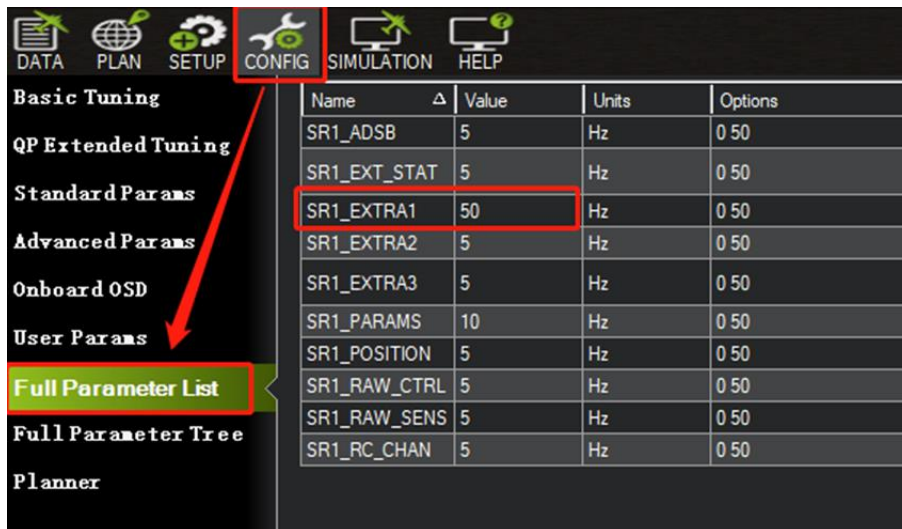 DATA PLAN SETUP CONFIG SIMULATION HELP
Basic Tuning
QP Extended Tuning
Standard Params
Advanced Params
Onboard OSD
User Params
Full Parameter List
Full Parameter Tree
Planner
Name Value Units Options
SR1_ADSB 5 Hz 0 50
SR1_EXT_STAT 5 Hz 0 50
SR1_EXTRA1 50 Hz 0 50
SR1_EXTRA2 5 Hz 0 50
SR1_EXTRA3 5 Hz 0 50
SR1_PARAMS 10 Hz 0 50
SR1_POSITION 5 Hz 0 50
SR1_RAW_CTRL 5 Hz 0 50
SR1_RAW_SENS 5 Hz 0 50
SR1_RC_CHAN 5 Hz 0 50